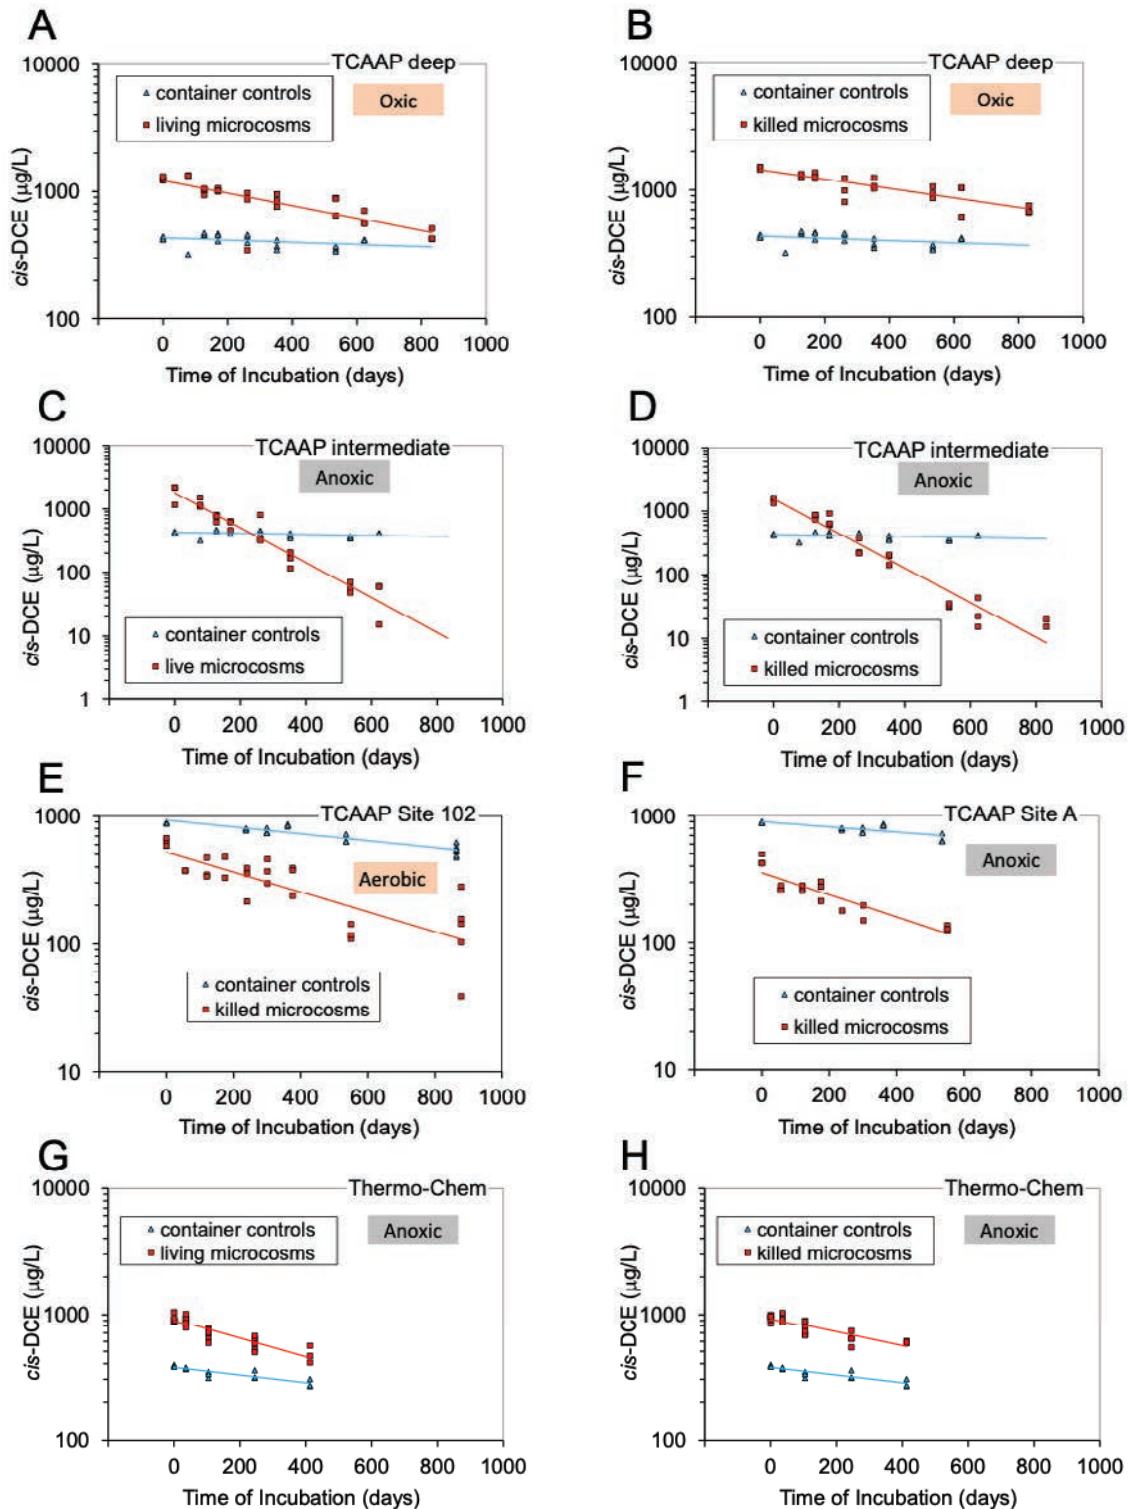 A
TCAAP deep
10000
container controls
living microcosms
Oxic
1000
cis-DCE (µg/L)
100
0 200 400 600 800 1000
Time of Incubation (days)
B
TCAAP deep
10000
container controls
killed microcosms
Oxic
1000
cis-DCE (µg/L)
100
0 200 400 600 800 1000
Time of Incubation (days)
C
TCAAP intermediate
10000
Anoxic
1000
100
cis-DCE (µg/L)
container controls
live microcosms
10
1
0 200 400 600 800 1000
Time of Incubation (days)
D
TCAAP intermediate
10000
Anoxic
1000
100
cis-DCE (µg/L)
container controls
killed microcosms
10
1
0 200 400 600 800 1000
Time of Incubation (days)
E
TCAAP Site 102
1000
Aerobic
cis-DCE (µg/L)
100
container controls
killed microcosms
10
0 200 400 600 800 1000
Time of Incubation (days)
F
TCAAP Site A
1000
Anoxic
cis-DCE (µg/L)
100
container controls
killed microcosms
10
0 200 400 600 800 1000
Time of Incubation (days)
G
Thermo-Chem
10000
container controls
living microcosms
Anoxic
1000
cis-DCE (µg/L)
100
0 200 400 600 800 1000
Time of Incubation (days)
H
Thermo-Chem
10000
container controls
killed microcosms
Anoxic
1000
cis-DCE (µg/L)
100
0 200 400 600 800 1000
Time of Incubation (days)